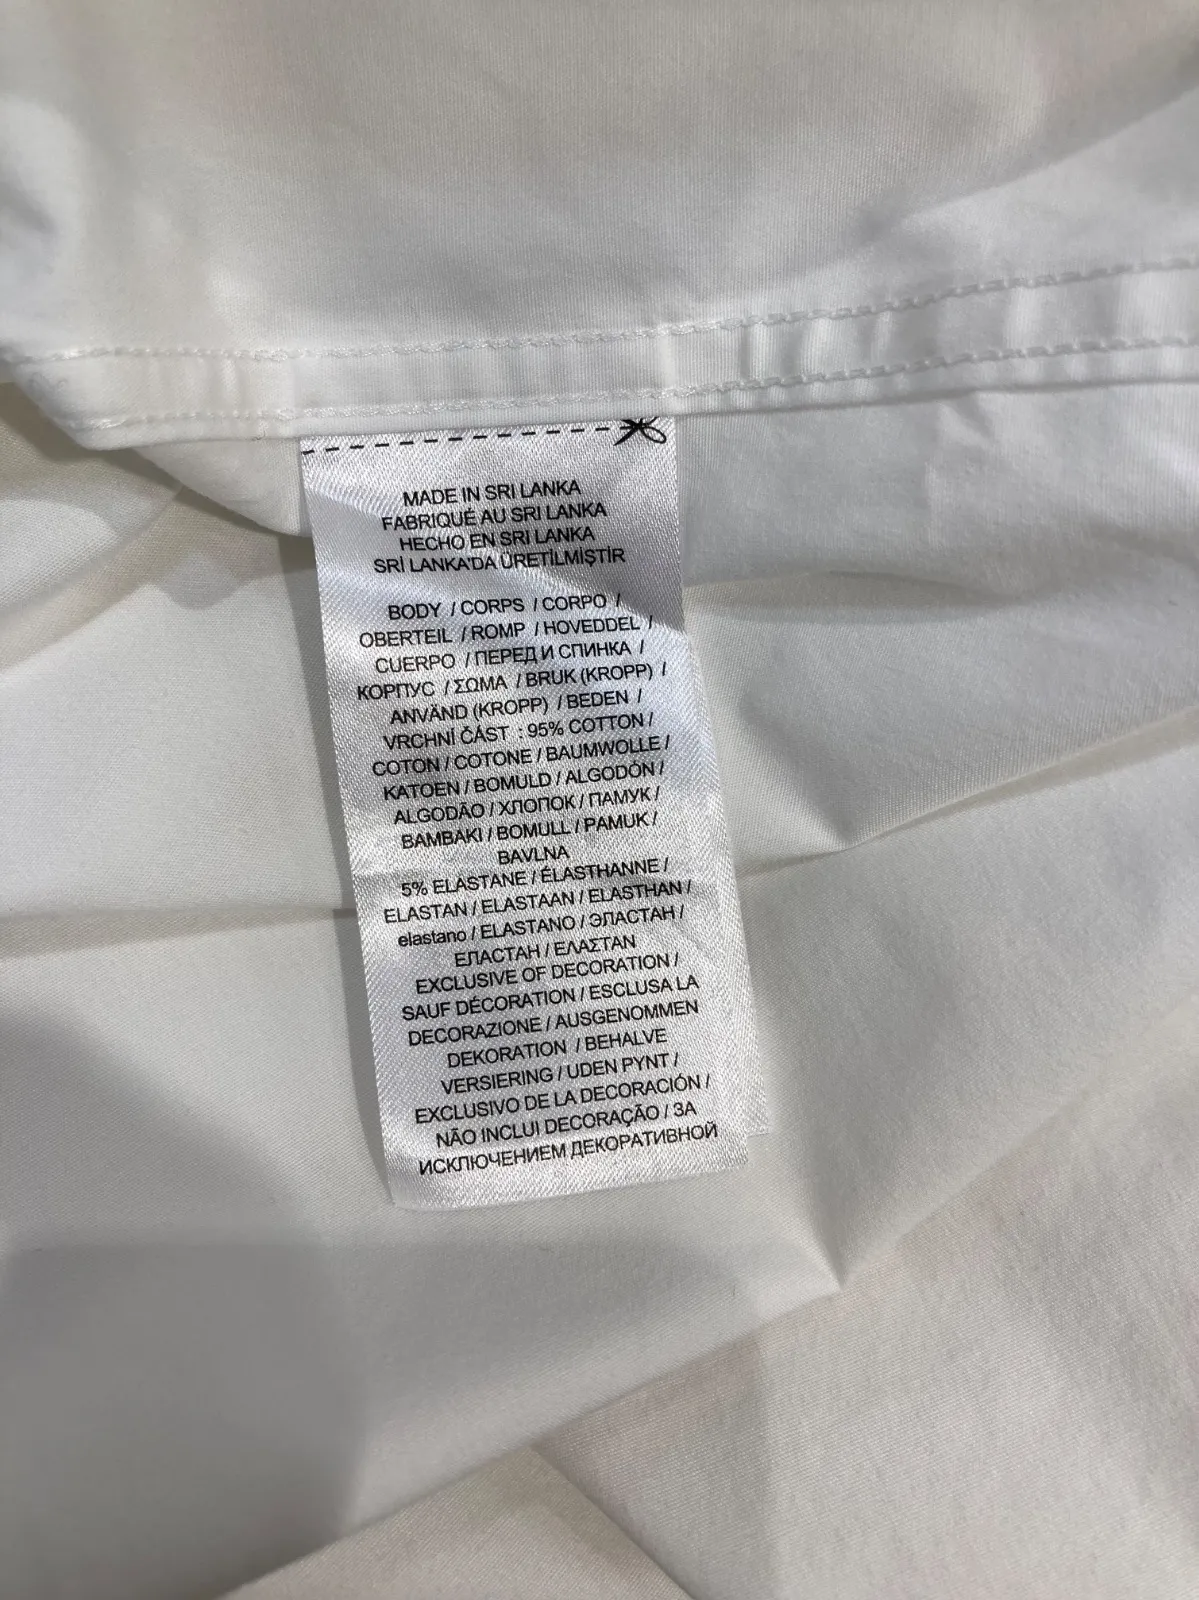 MADE IN SRI LANKA
FABRIQUÉ AU SRI LANKA
HECHO EN SRI LANKA
SRİ LANKA'DA ÜRETİLMİŞTİR
BODY / CORPS / CORPO /
OBERTEIL / ROMP / HOVEDDEL /
CUERPO / ПЕРЕД И СПИНКА /
КОРПУС / ΣΩΜΑ / BRUK (KROPP) /
ANVÄND (KROPP) / BEDEN /
VRCHNÍ ČÁST : 95% COTTON /
COTON / COTONE / BAUMWOLLE /
KATOEN / BOMULD / ALGODÓN /
ALGODÃO / ХЛОПОК / ПАМУК /
BAMBAKI / BOMULL / PAMUK /
BAVLNA
5% ELASTANE / ÉLASTHANNE /
ELASTAN / ELASTAAN / ELASTHAN /
elastano / ELASTANO / ЭЛАСТАН /
ЕЛАСТАН / ΕΛΑΣΤΑΝ
EXCLUSIVE OF DECORATION /
SAUF DÉCORATION / ESCLUSA LA
DECORAZIONE / AUSGENOMMEN
DEKORATION / BEHALVE
VERSIERING / UDEN PYNT /
EXCLUSIVO DE LA DECORACIÓN /
NÃO INCLUI DECORAÇÃO / ЗА
ИСКЛЮЧЕНИЕМ ДЕКОРАТИВНОЙ